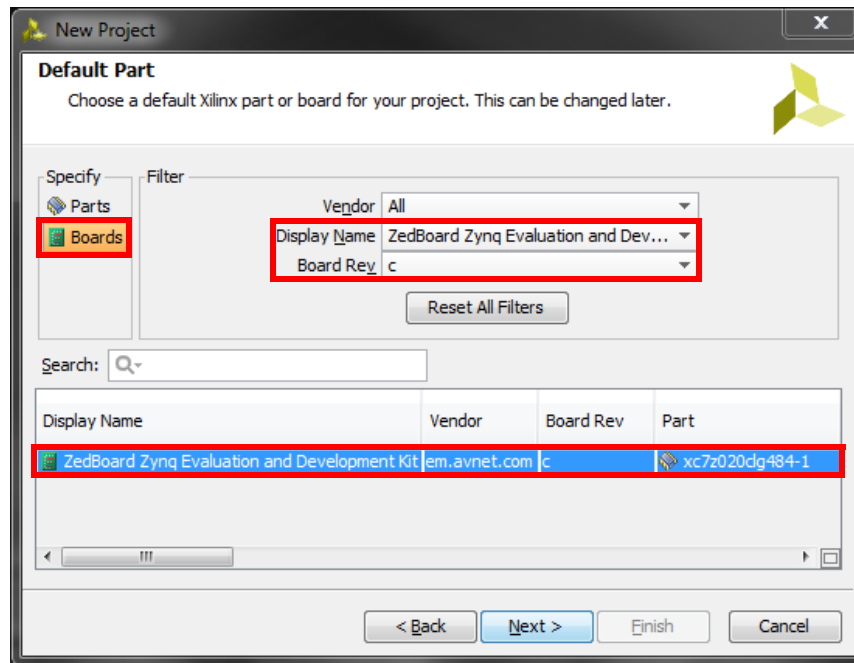 New Project
x
Default Part
Choose a default Xilinx part or board for your project. This can be changed later.
Specify
Filter
Parts
Boards
Vendor All
Display Name ZedBoard Zynq Evaluation and Dev...
Board Rev c
Reset All Filters
Search:
Display Name Vendor Board Rev Part
ZedBoard Zynq Evaluation and Development Kit em.avnet.com c xc7z020clg484-1
< Back Next > Finish Cancel